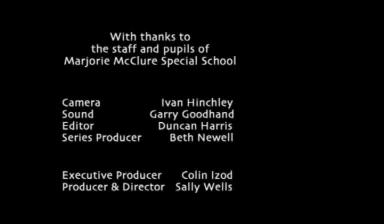 With thanks to
the staff and pupils of
Marjorie McClure Special School
Camera Ivan Hinchley
Sound Garry Goodhand
Editor Duncan Harris
Series Producer Beth Newell
Executive Producer Colin Izod
Producer & Director Sally Wells